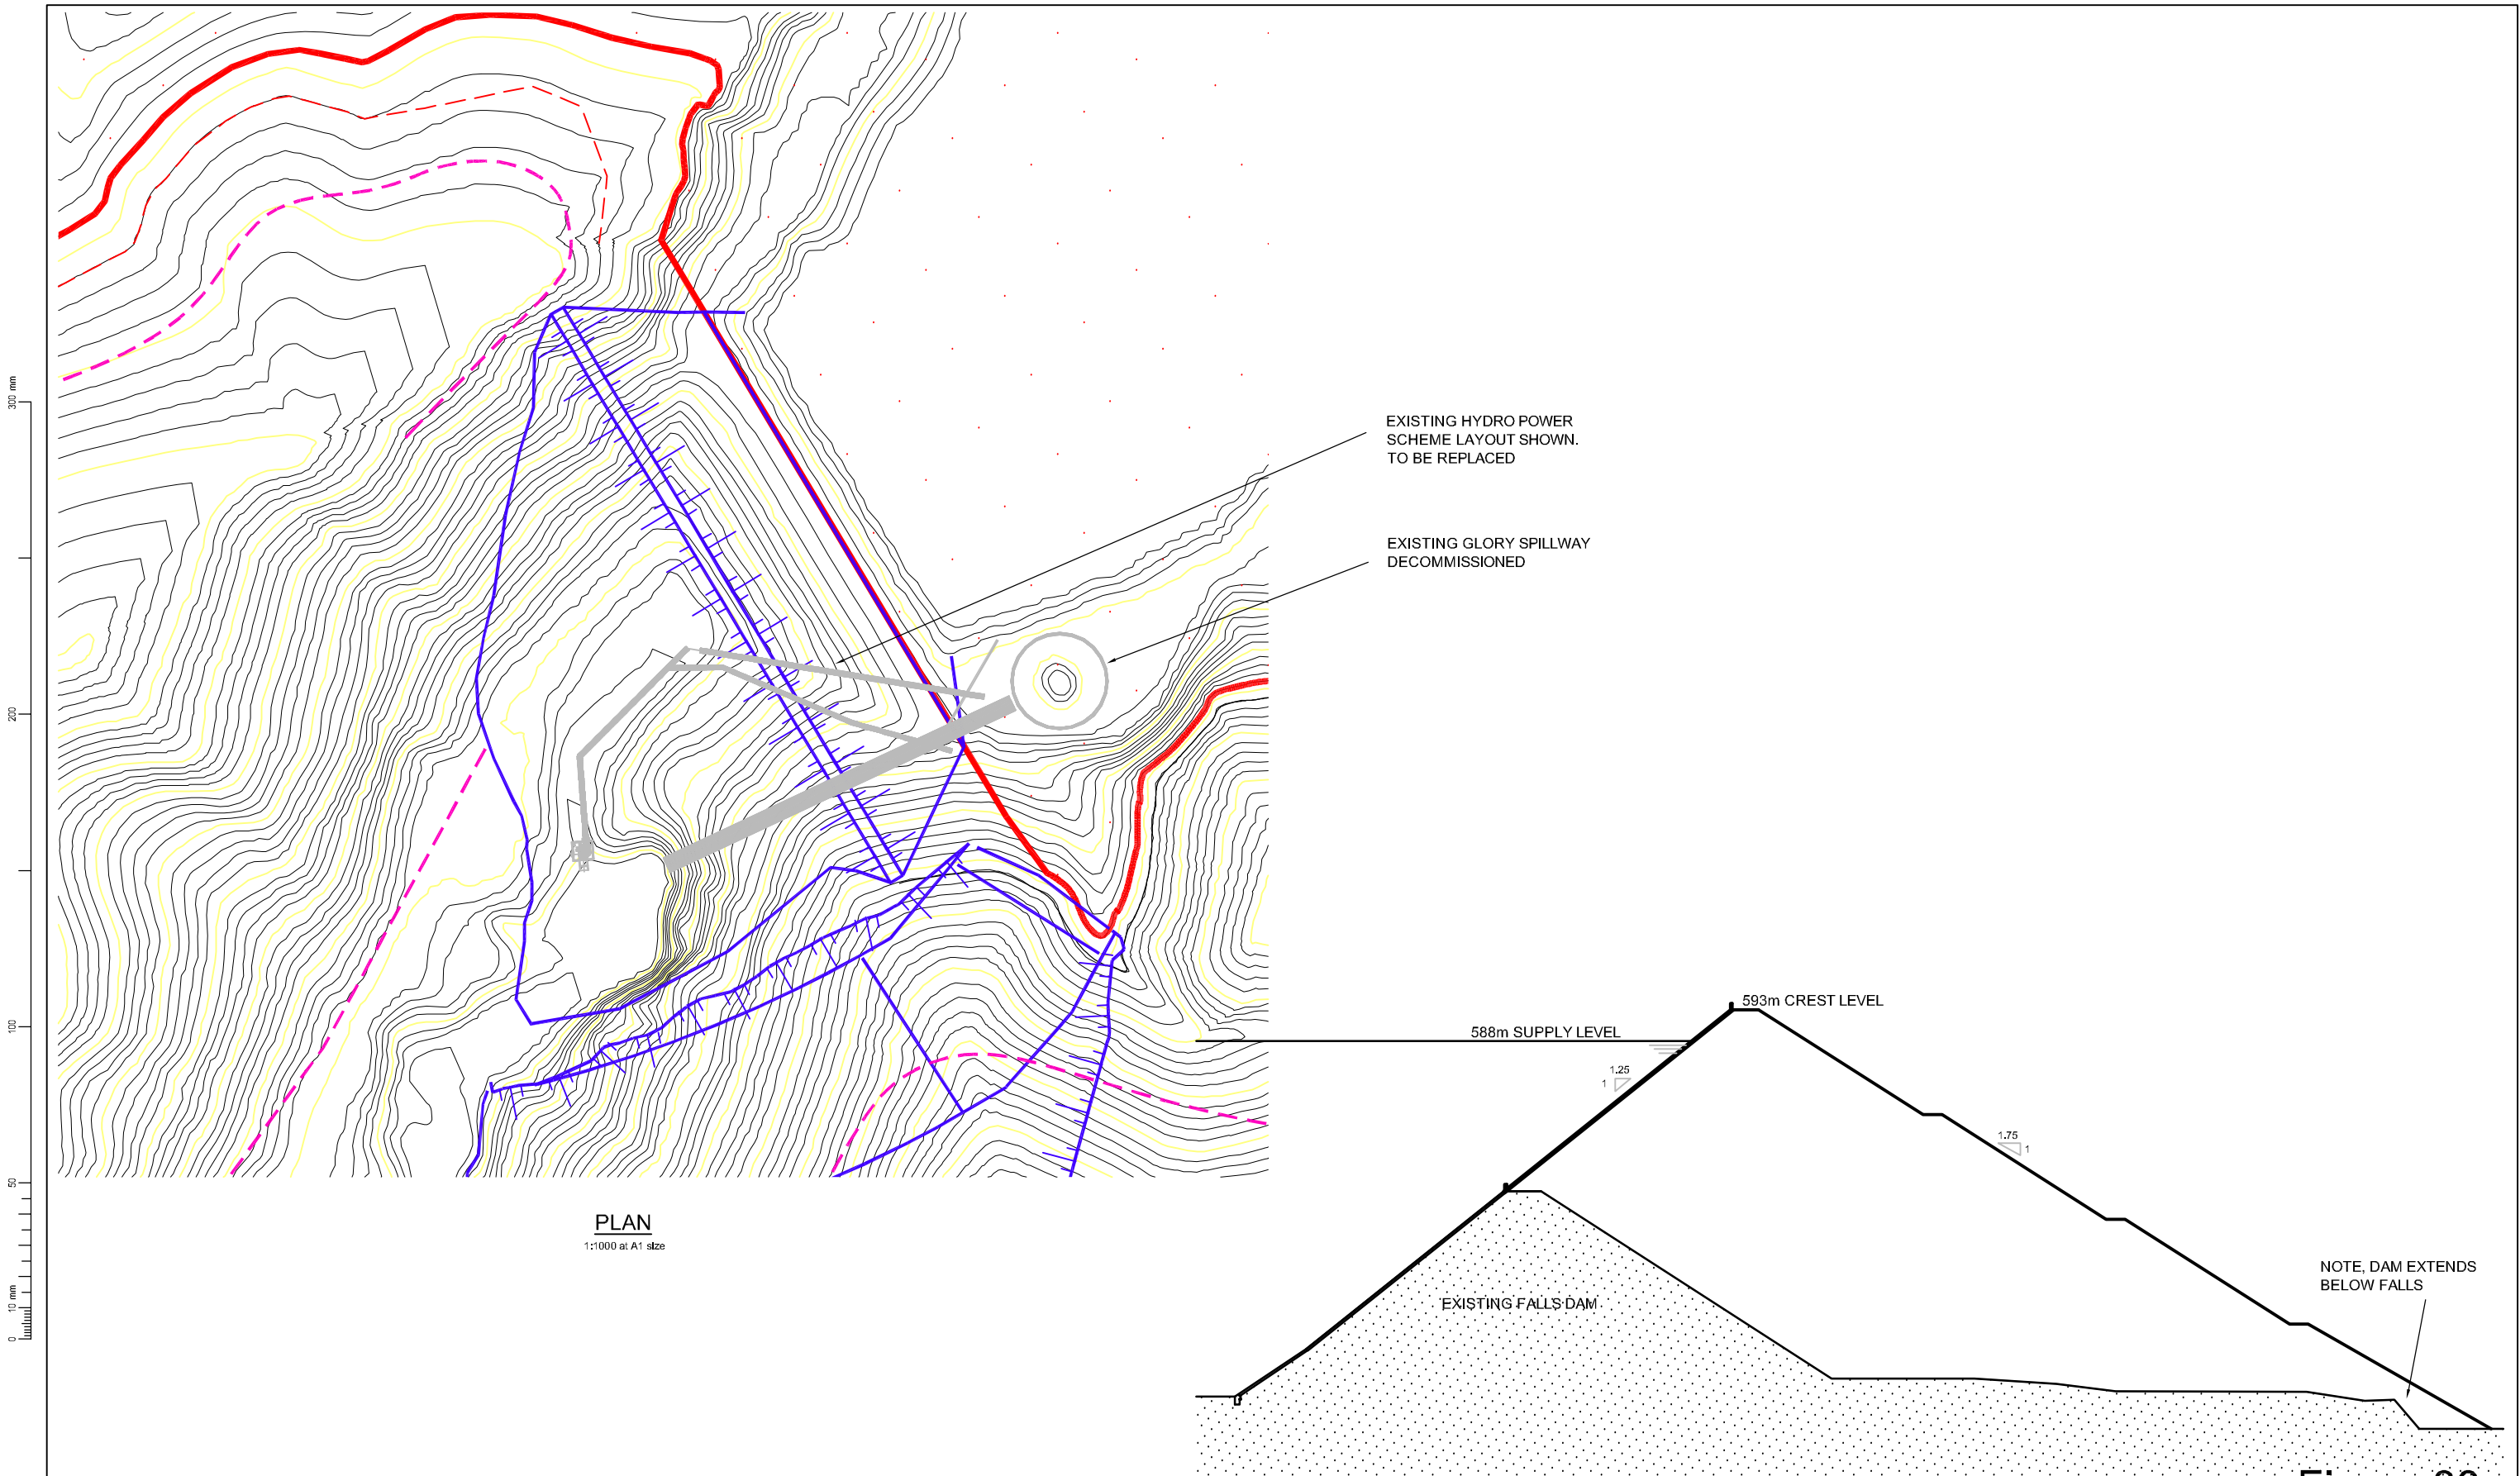 EXISTING HYDRO POWER
SCHEME LAYOUT SHOWN.
TO BE REPLACED
EXISTING GLORY SPILLWAY
DECOMMISSIONED
300 mm
200
100
50
10 mm
0
PLAN
1:1000 at A1 size
593m CREST LEVEL
588m SUPPLY LEVEL
1.25
1
1.75
1
NOTE, DAM EXTENDS
BELOW FALLS
EXISTING FALLS DAM